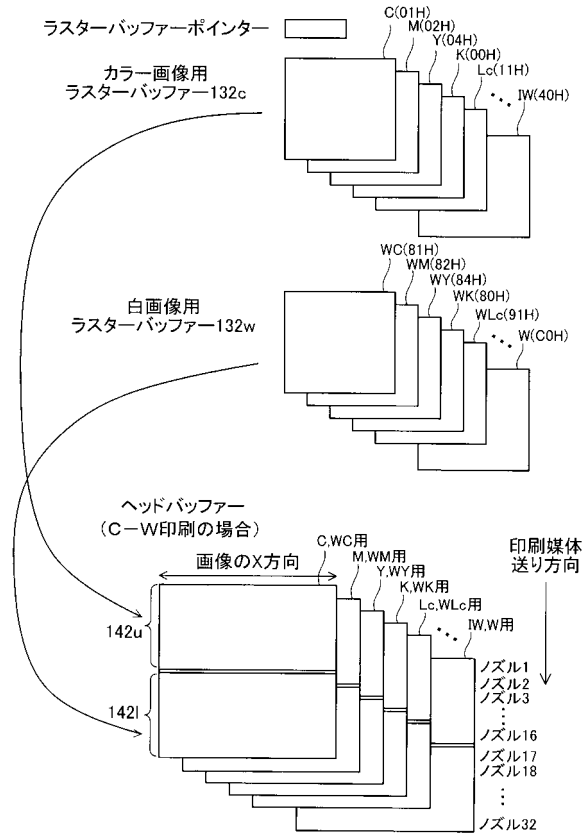 ラスターバッファーポインター
カラー画像用
ラスターバッファー132c
C(01H)
M(02H)
Y(04H)
K(00H)
Lc(11H)
IW(40H)
白画像用
ラスターバッファー132w
WC(81H)
WM(82H)
WY(84H)
WK(80H)
WLc(91H)
W(C0H)
ヘッドバッファー
(C－W印刷の場合)
画像のX方向
C,WC用
M,WM用
Y,WY用
K,WK用
Lc,WLc用
IW,W用
印刷媒体
送り方向
142u
142l
ノズル1
ノズル2
ノズル3
ノズル16
ノズル17
ノズル18
ノズル32